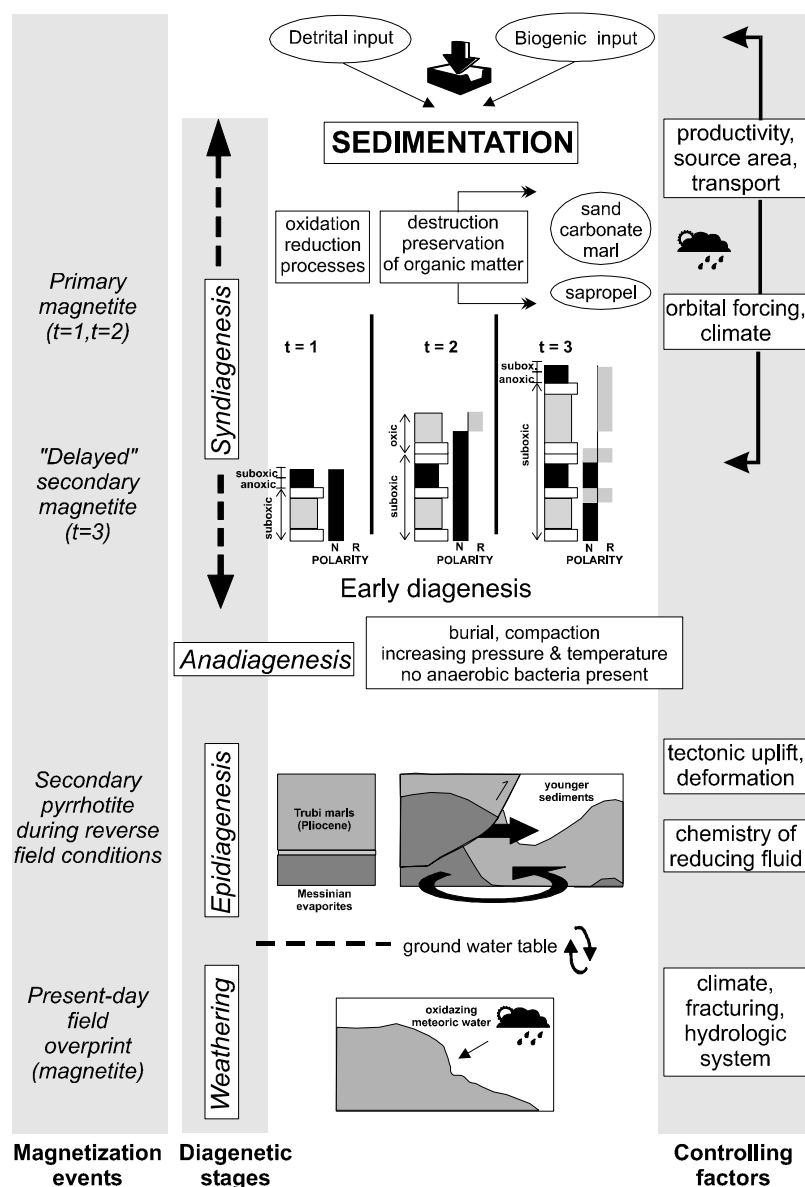 Detrital input
Biogenic input
SEDIMENTATION
productivity,
source area,
transport
oxidation
reduction
processes
destruction
preservation
of organic matter
sand
carbonate
marl
sapropel
orbital forcing,
climate
Primary
magnetite
(t=1,t=2)
Syndiagenesis
"Delayed"
secondary
magnetite
(t=3)
t = 1
suboxic
anoxic
suboxic
N R
POLARITY
t = 2
oxic
suboxic
N R
POLARITY
t = 3
subox.
anoxic
suboxic
N R
POLARITY
Early diagenesis
Anadiagenesis
burial, compaction
increasing pressure & temperature
no anaerobic bacteria present
Secondary
pyrrhotite
during reverse
field conditions
Epidiagenesis
Trubi marls
(Pliocene)
Messinian
evaporites
younger
sediments
tectonic uplift,
deformation
chemistry of
reducing fluid
ground water table
Present-day
field
overprint
(magnetite)
Weathering
oxidazing
meteoric water
climate,
fracturing,
hydrologic
system
Magnetization
events
Diagenetic
stages
Controlling
factors